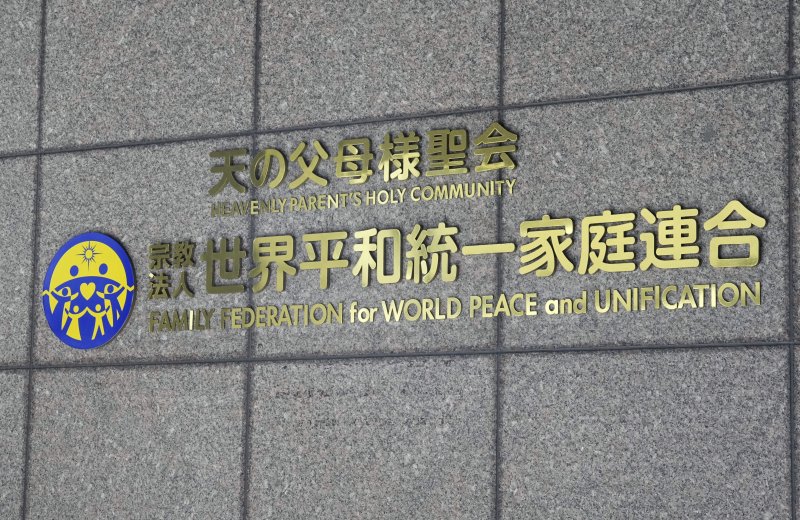 天の父母様聖会
HEAVENLY PARENT'S HOLY COMMUNITY
宗教法人 世界平和統一家庭連合
FAMILY FEDERATION for WORLD PEACE and UNIFICATION